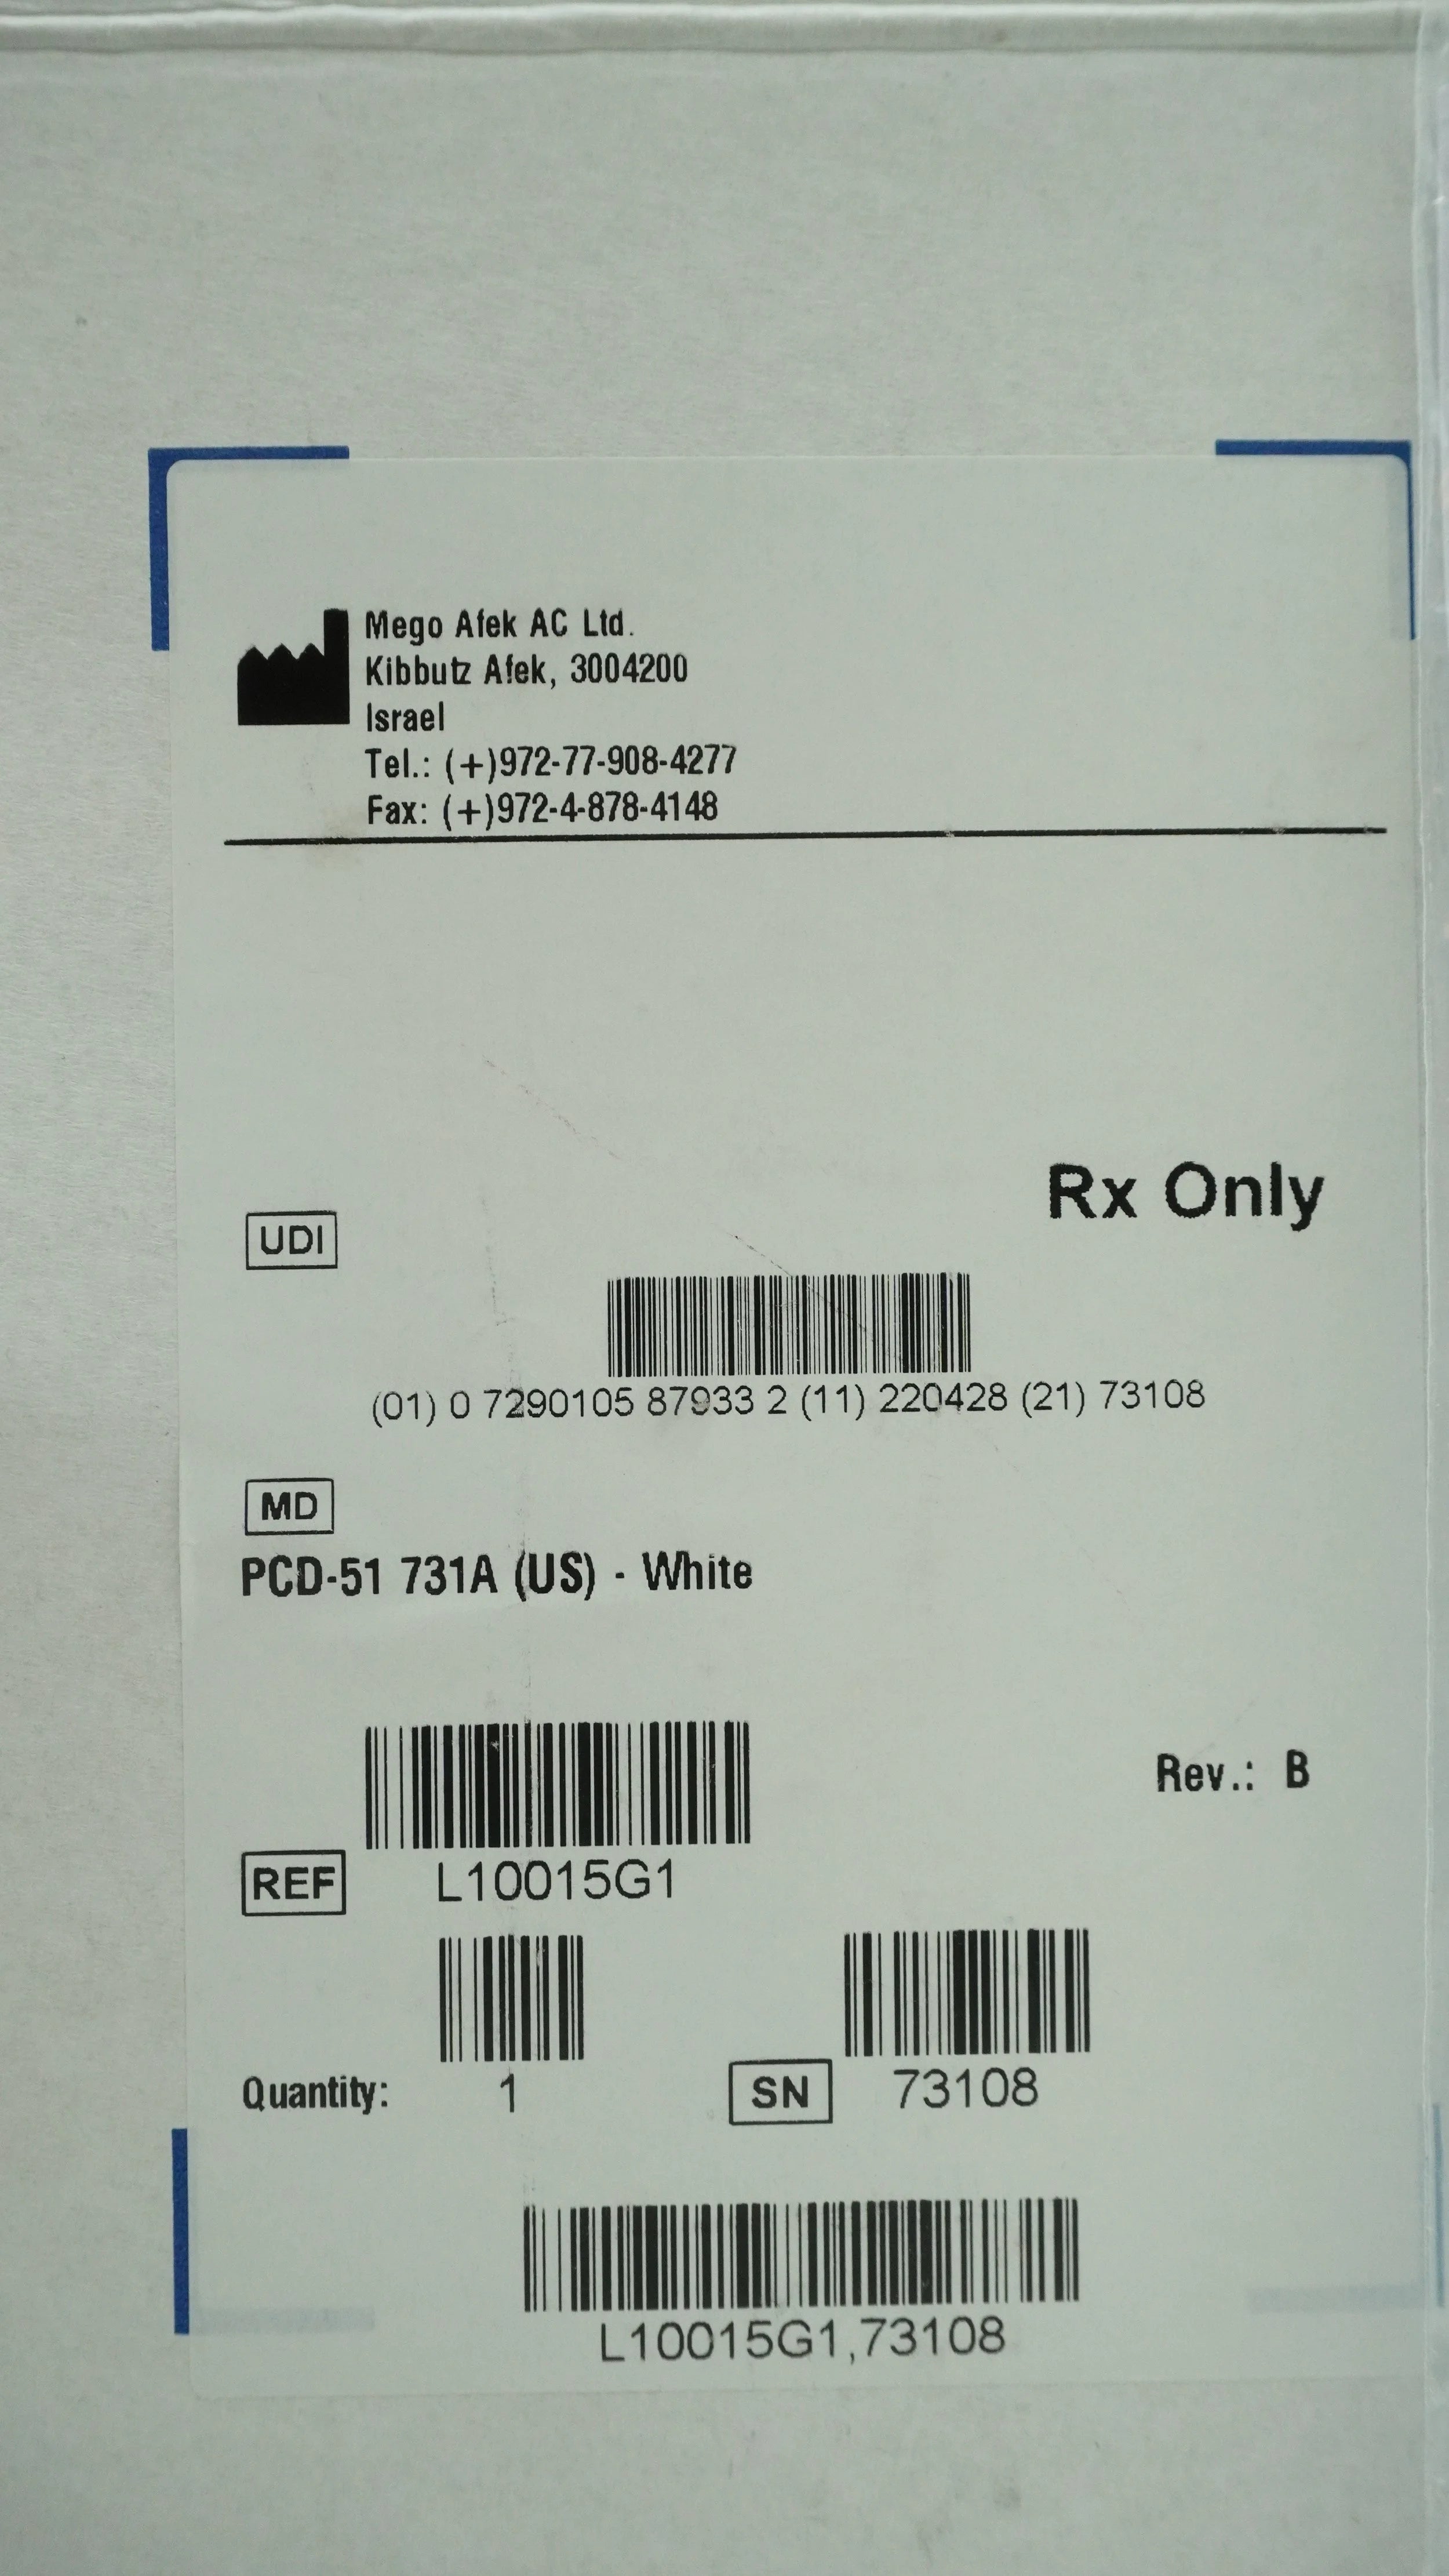 Mego Afek AC Ltd.
Kibbutz Afek, 3004200
Israel
Tel.: (+)972-77-908-4277
Fax: (+)972-4-878-4148
Rx Only
UDI
(01) 0 7290105 87933 2 (11) 220428 (21) 73108
MD
PCD-51 731A (US) - White
Rev.: B
REF L10015G1
Quantity: 1 SN 73108
L10015G1,73108